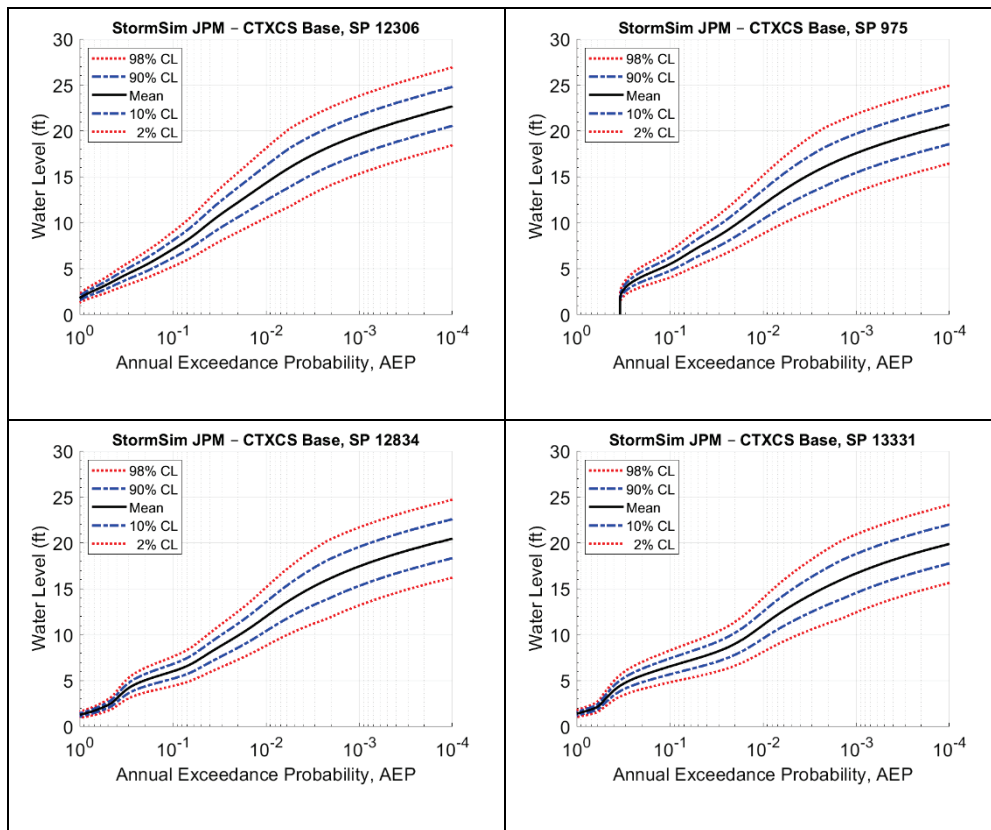 StormSim JPM – CTXCS Base, SP 12306
30
25
20
15
10
5
0
Water Level (ft)
98% CL
90% CL
Mean
10% CL
2% CL
10^0 10^-1 10^-2 10^-3 10^-4
Annual Exceedance Probability, AEP
StormSim JPM – CTXCS Base, SP 975
30
25
20
15
10
5
0
Water Level (ft)
98% CL
90% CL
Mean
10% CL
2% CL
10^0 10^-1 10^-2 10^-3 10^-4
Annual Exceedance Probability, AEP
StormSim JPM – CTXCS Base, SP 12834
30
25
20
15
10
5
0
Water Level (ft)
98% CL
90% CL
Mean
10% CL
2% CL
10^0 10^-1 10^-2 10^-3 10^-4
Annual Exceedance Probability, AEP
StormSim JPM – CTXCS Base, SP 13331
30
25
20
15
10
5
0
Water Level (ft)
98% CL
90% CL
Mean
10% CL
2% CL
10^0 10^-1 10^-2 10^-3 10^-4
Annual Exceedance Probability, AEP